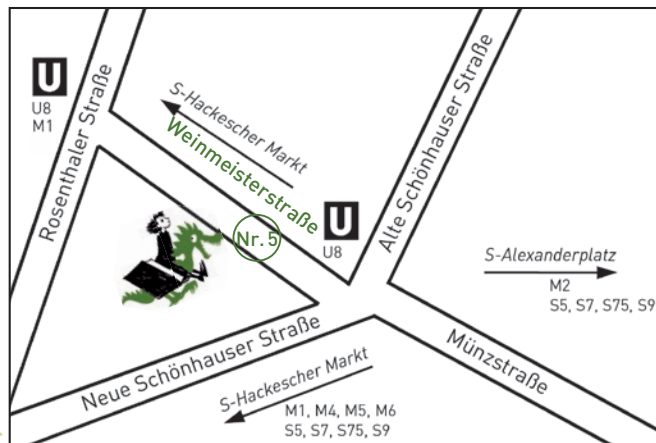 U
U8
M1
Rosenthaler Straße
S-Hackescher Markt
Weinmeisterstraße
Nr. 5
U
U8
Alte Schönhauser Straße
S-Alexanderplatz
M2
S5, S7, S75, S9
Neue Schönhauser Straße
Münzstraße
S-Hackescher Markt
M1, M4, M5, M6
S5, S7, S75, S9